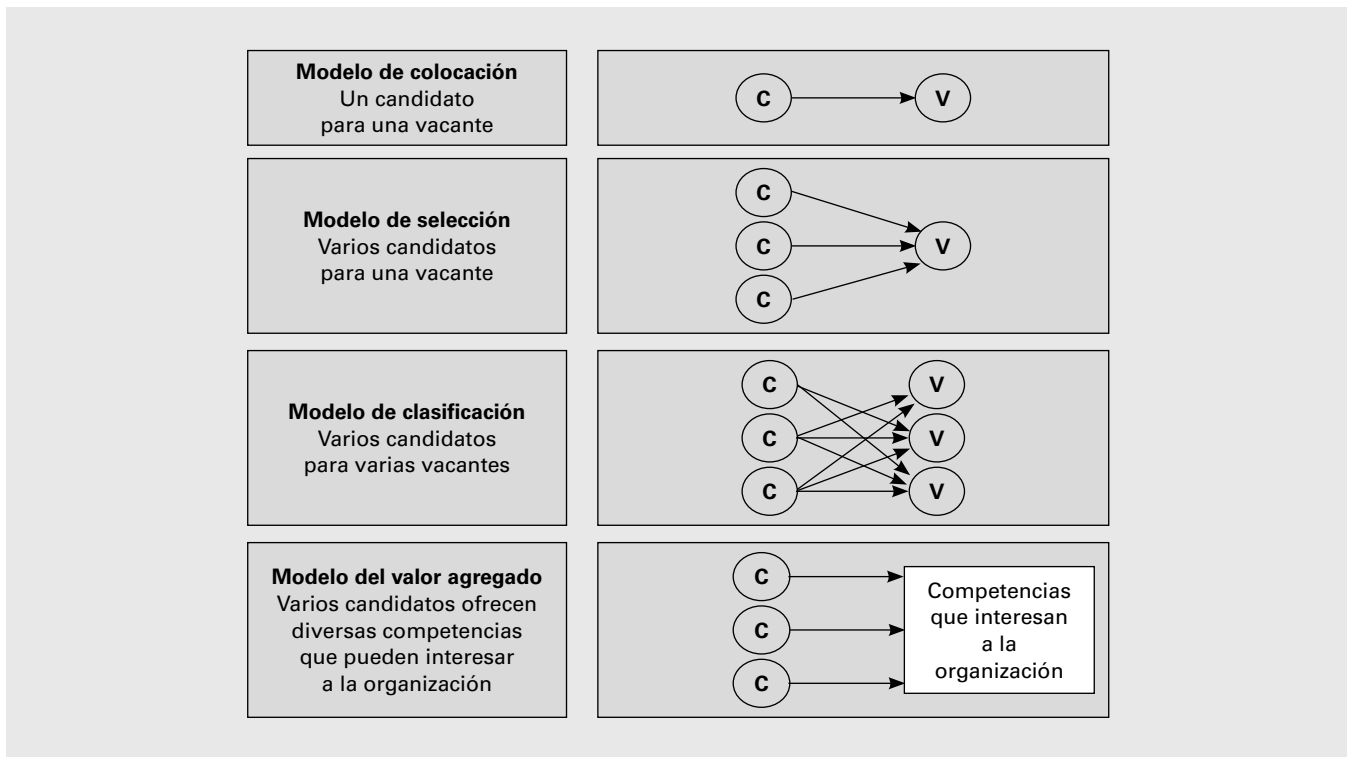 Modelo de colocación
Un candidato
para una vacante
C
V
Modelo de selección
Varios candidatos
para una vacante
C
C
C
V
Modelo de clasificación
Varios candidatos
para varias vacantes
C
V
C
V
C
V
Modelo del valor agregado
Varios candidatos ofrecen
diversas competencias
que pueden interesar
a la organización
C
C
C
Competencias
que interesan
a la
organización